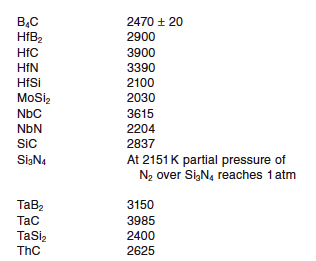 B₄C 2470 ± 20
HfB₂ 2900
HfC 3900
HfN 3390
HfSi 2100
MoSi₂ 2030
NbC 3615
NbN 2204
SiC 2837
Si₃N₄ At 2151 K partial pressure of
N₂ over Si₃N₄ reaches 1 atm
TaB₂ 3150
TaC 3985
TaSi₂ 2400
ThC 2625